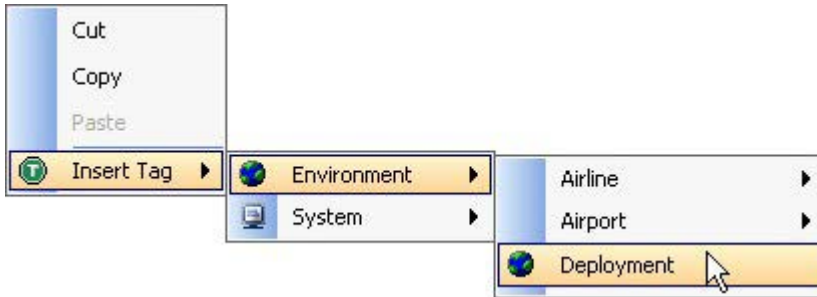 Cut
Copy
Paste
Insert Tag
Environment
System
Airline
Airport
Deployment